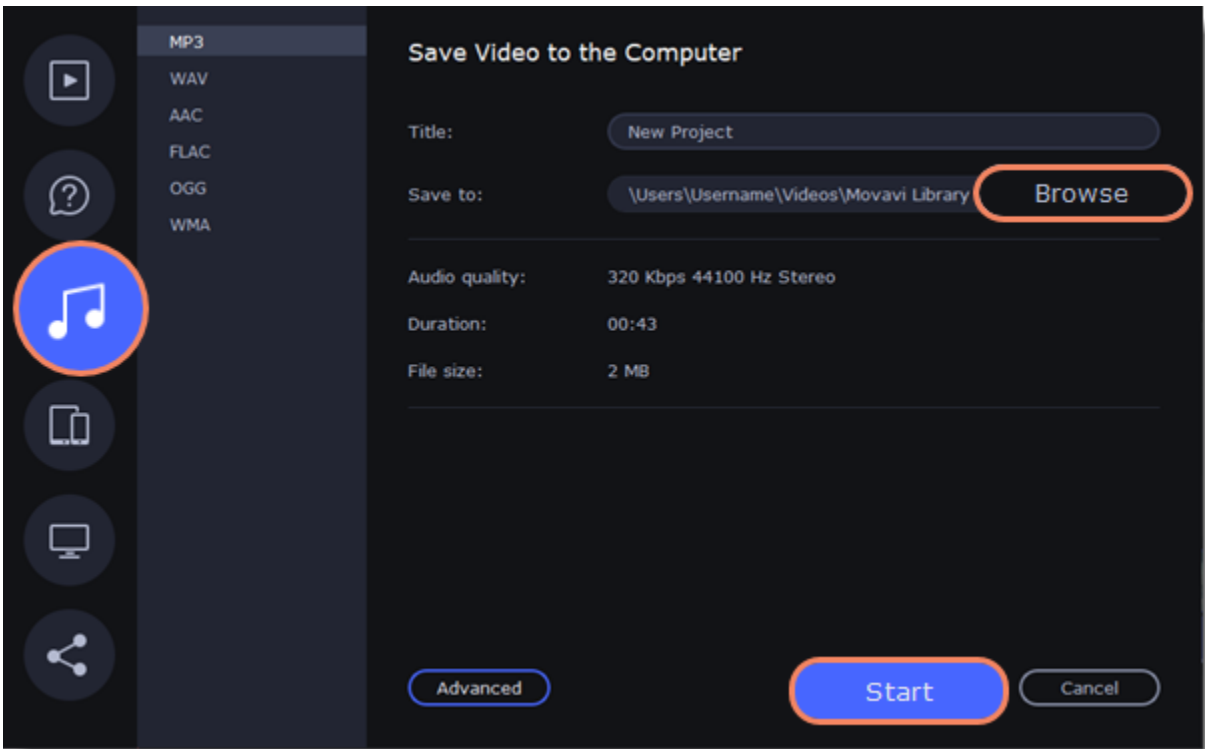 MP3
WAV
AAC
FLAC
OGG
WMA
Save Video to the Computer
Title: New Project
Save to: \Users\Username\Videos\Movavi Library Browse
Audio quality: 320 Kbps 44100 Hz Stereo
Duration: 00:43
File size: 2 MB
Advanced Start Cancel